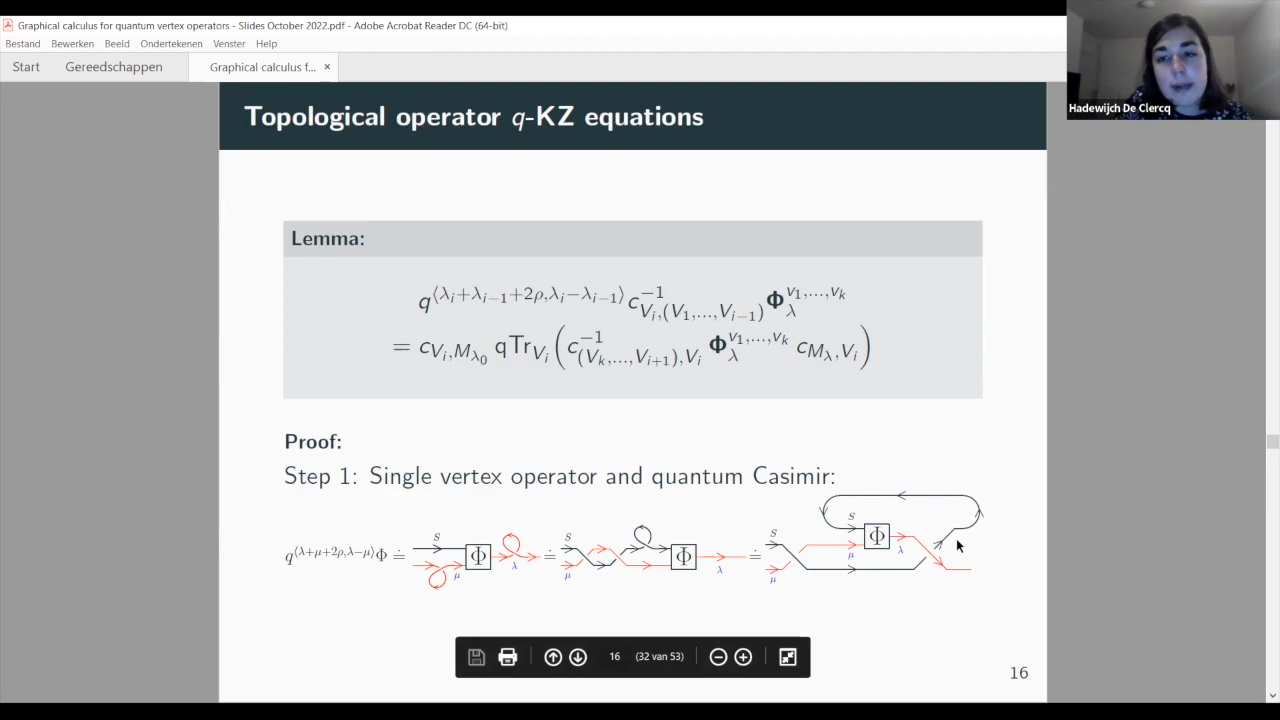 Graphical calculus for quantum vertex operators - Slides October 2022.pdf - Adobe Acrobat Reader DC (64-bit)
Bestand Bewerken Beeld Ondertekenen Venster Help
Start Gereedschappen Graphical calculus f... ×
Hadewijch De Clercq
Topological operator q-KZ equations
Lemma:
q^{⟨λ_i+λ_{i−1}+2ρ,λ_i−λ_{i−1}⟩} c^{−1}_{V_i,(V_1,…,V_{i−1})} Φ^{v_1,…,v_k}_λ
= c_{V_i,M_{λ_0}} qTr_{V_i}(c^{−1}_{(V_k,…,V_{i+1}),V_i} Φ^{v_1,…,v_k}_λ c_{M_λ,V_i})
Proof:
Step 1: Single vertex operator and quantum Casimir:
q^{⟨λ+μ+2ρ,λ−μ⟩}Φ ≐ S μ Φ λ ≐ S μ Φ λ ≐ S μ S μ Φ λ
16 (32 van 53)
16